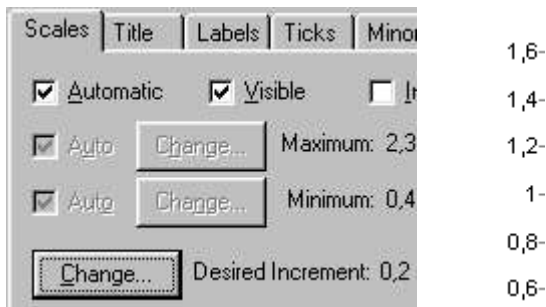 Scales Title Labels Ticks Minor
Automatic Visible
Auto Change... Maximum: 2,3
Auto Change... Minimum: 0,4
Change... Desired Increment: 0,2
1,6
1,4
1,2
1
0,8
0,6